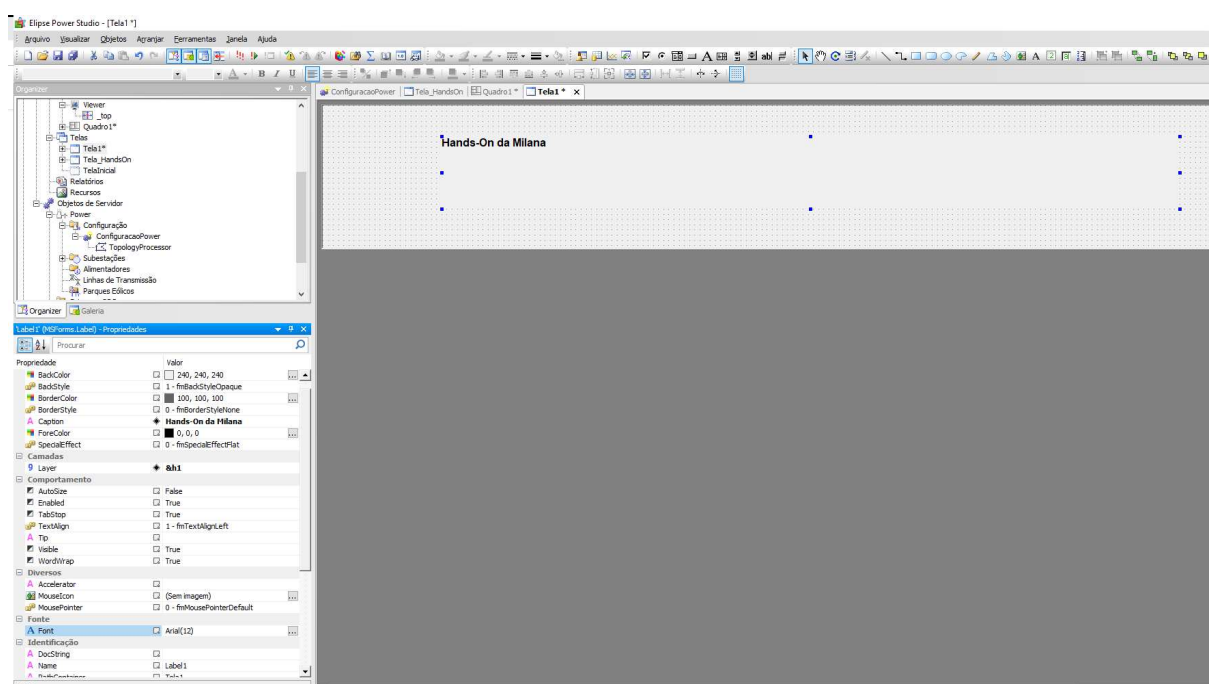 Elipse Power Studio - [Tela1 *]
Arquivo Visualizar Objetos Arranjar Ferramentas Janela Ajuda
Organizer
ConfiguracaoPower Tela_HandsOn Quadro1 * Tela1 *
Viewer
_top
Quadro1*
Telas
Tela1*
Tela_HandsOn
TelaInicial
Relatórios
Recursos
Objetos de Servidor
Power
Configuração
ConfiguracaoPower
TopologyProcessor
Subestações
Alimentadores
Linhas de Transmissão
Parques Eólicos
Organizer Galeria
Hands-On da Milana
'Label1' (MSForms.Label) - Propriedades
Procurar
Propriedade Valor
BackColor 240, 240, 240
BackStyle 1 - fmBackStyleOpaque
BorderColor 100, 100, 100
BorderStyle 0 - fmBorderStyleNone
Caption Hands-On da Milana
ForeColor 0, 0, 0
SpecialEffect 0 - fmSpecialEffectFlat
Camadas
Layer &h1
Comportamento
AutoSize False
Enabled True
TabStop True
TextAlign 1 - fmTextAlignLeft
Tip
Visible True
WordWrap True
Diversos
Accelerator
MouseIcon (Sem imagem)
MousePointer 0 - fmMousePointerDefault
Fonte
Font Arial(12)
Identificação
DocString
Name Label1
PathContainer Tela1